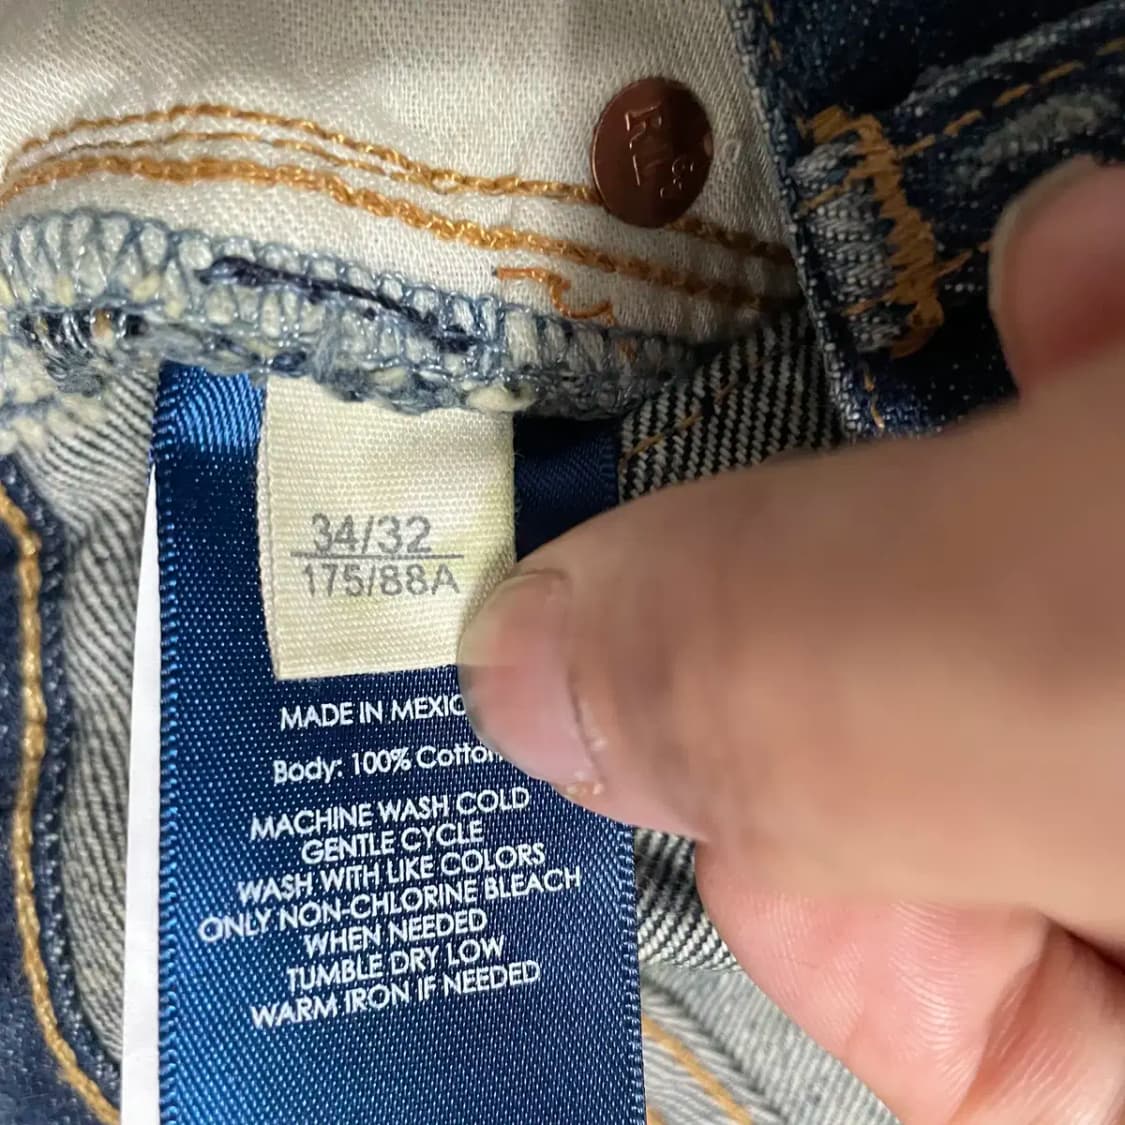 34/32
175/88A
MADE IN MEXIC
Body: 100% Cotton
MACHINE WASH COLD
GENTLE CYCLE
WASH WITH LIKE COLORS
ONLY NON-CHLORINE BLEACH
WHEN NEEDED
TUMBLE DRY LOW
WARM IRON IF NEEDED